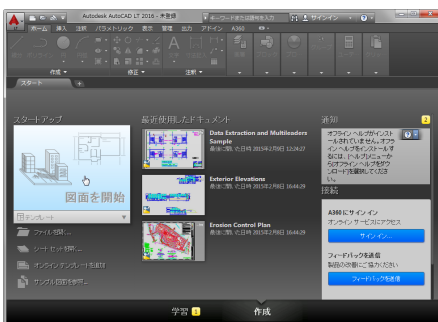 Autodesk AutoCAD LT 2016 - 未登録
キーワードまたは語句を入力
サインイン
ホーム 挿入 注釈 パラメトリック 表示 管理 出力 アドイン A360
作成
修正
注釈
スタート
スタートアップ
図面を開始
テンプレート
ファイルを開く...
シート セットを開く...
オンライン テンプレートを追加
サンプル図面を参照...
最近使用したドキュメント
Data Extraction and Multileaders
Sample
最後に開いた日時 2015年2月9日 12:24:27
Exterior Elevations
最後に開いた日時 2015年2月8日 16:44:29
Erosion Control Plan
最後に開いた日時 2015年2月8日 16:44:29
通知 2
オフライン ヘルプがインスト
ールされていません。オフラ
イン ヘルプをインストールす
るには、[ヘルプ]メニューか
ら[オフライン ヘルプをダウ
ンロード]を選択してくださ
い。
接続
A360 にサイン イン
オンライン サービスにアクセス
サイン イン...
フィードバックを送信
製品の改善にご協力ください
フィードバックを送信
学習 1
作成